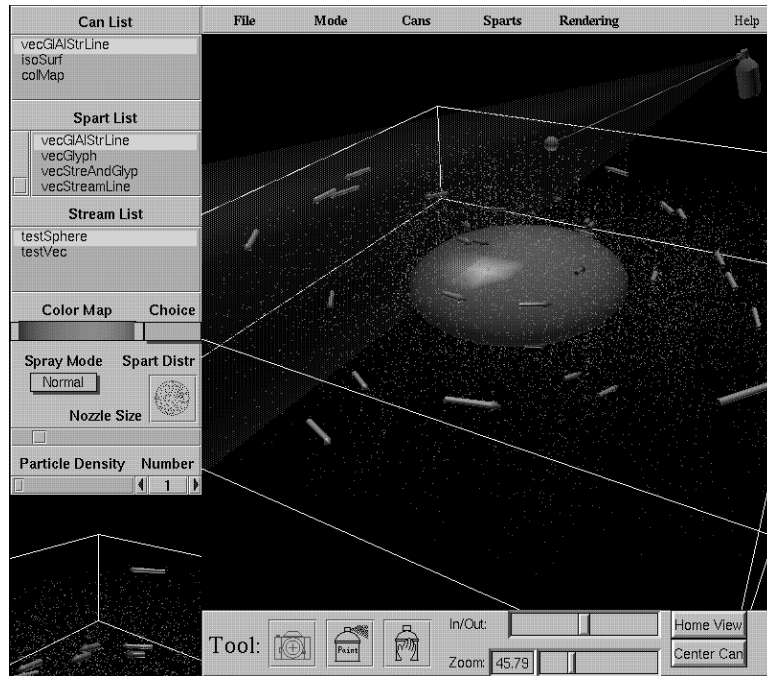 Can List
vecGlAlStrLine
isoSurf
colMap
Spart List
vecGlAlStrLine
vecGlyph
vecStreAndGlyp
vecStreamLine
Stream List
testSphere
testVec
Color Map Choice
Spray Mode Spart Distr
Normal
Nozzle Size
Particle Density Number
1
File Mode Cans Sparts Rendering Help
Tool:
Paint
In/Out:
Zoom: 45.79
Home View
Center Can